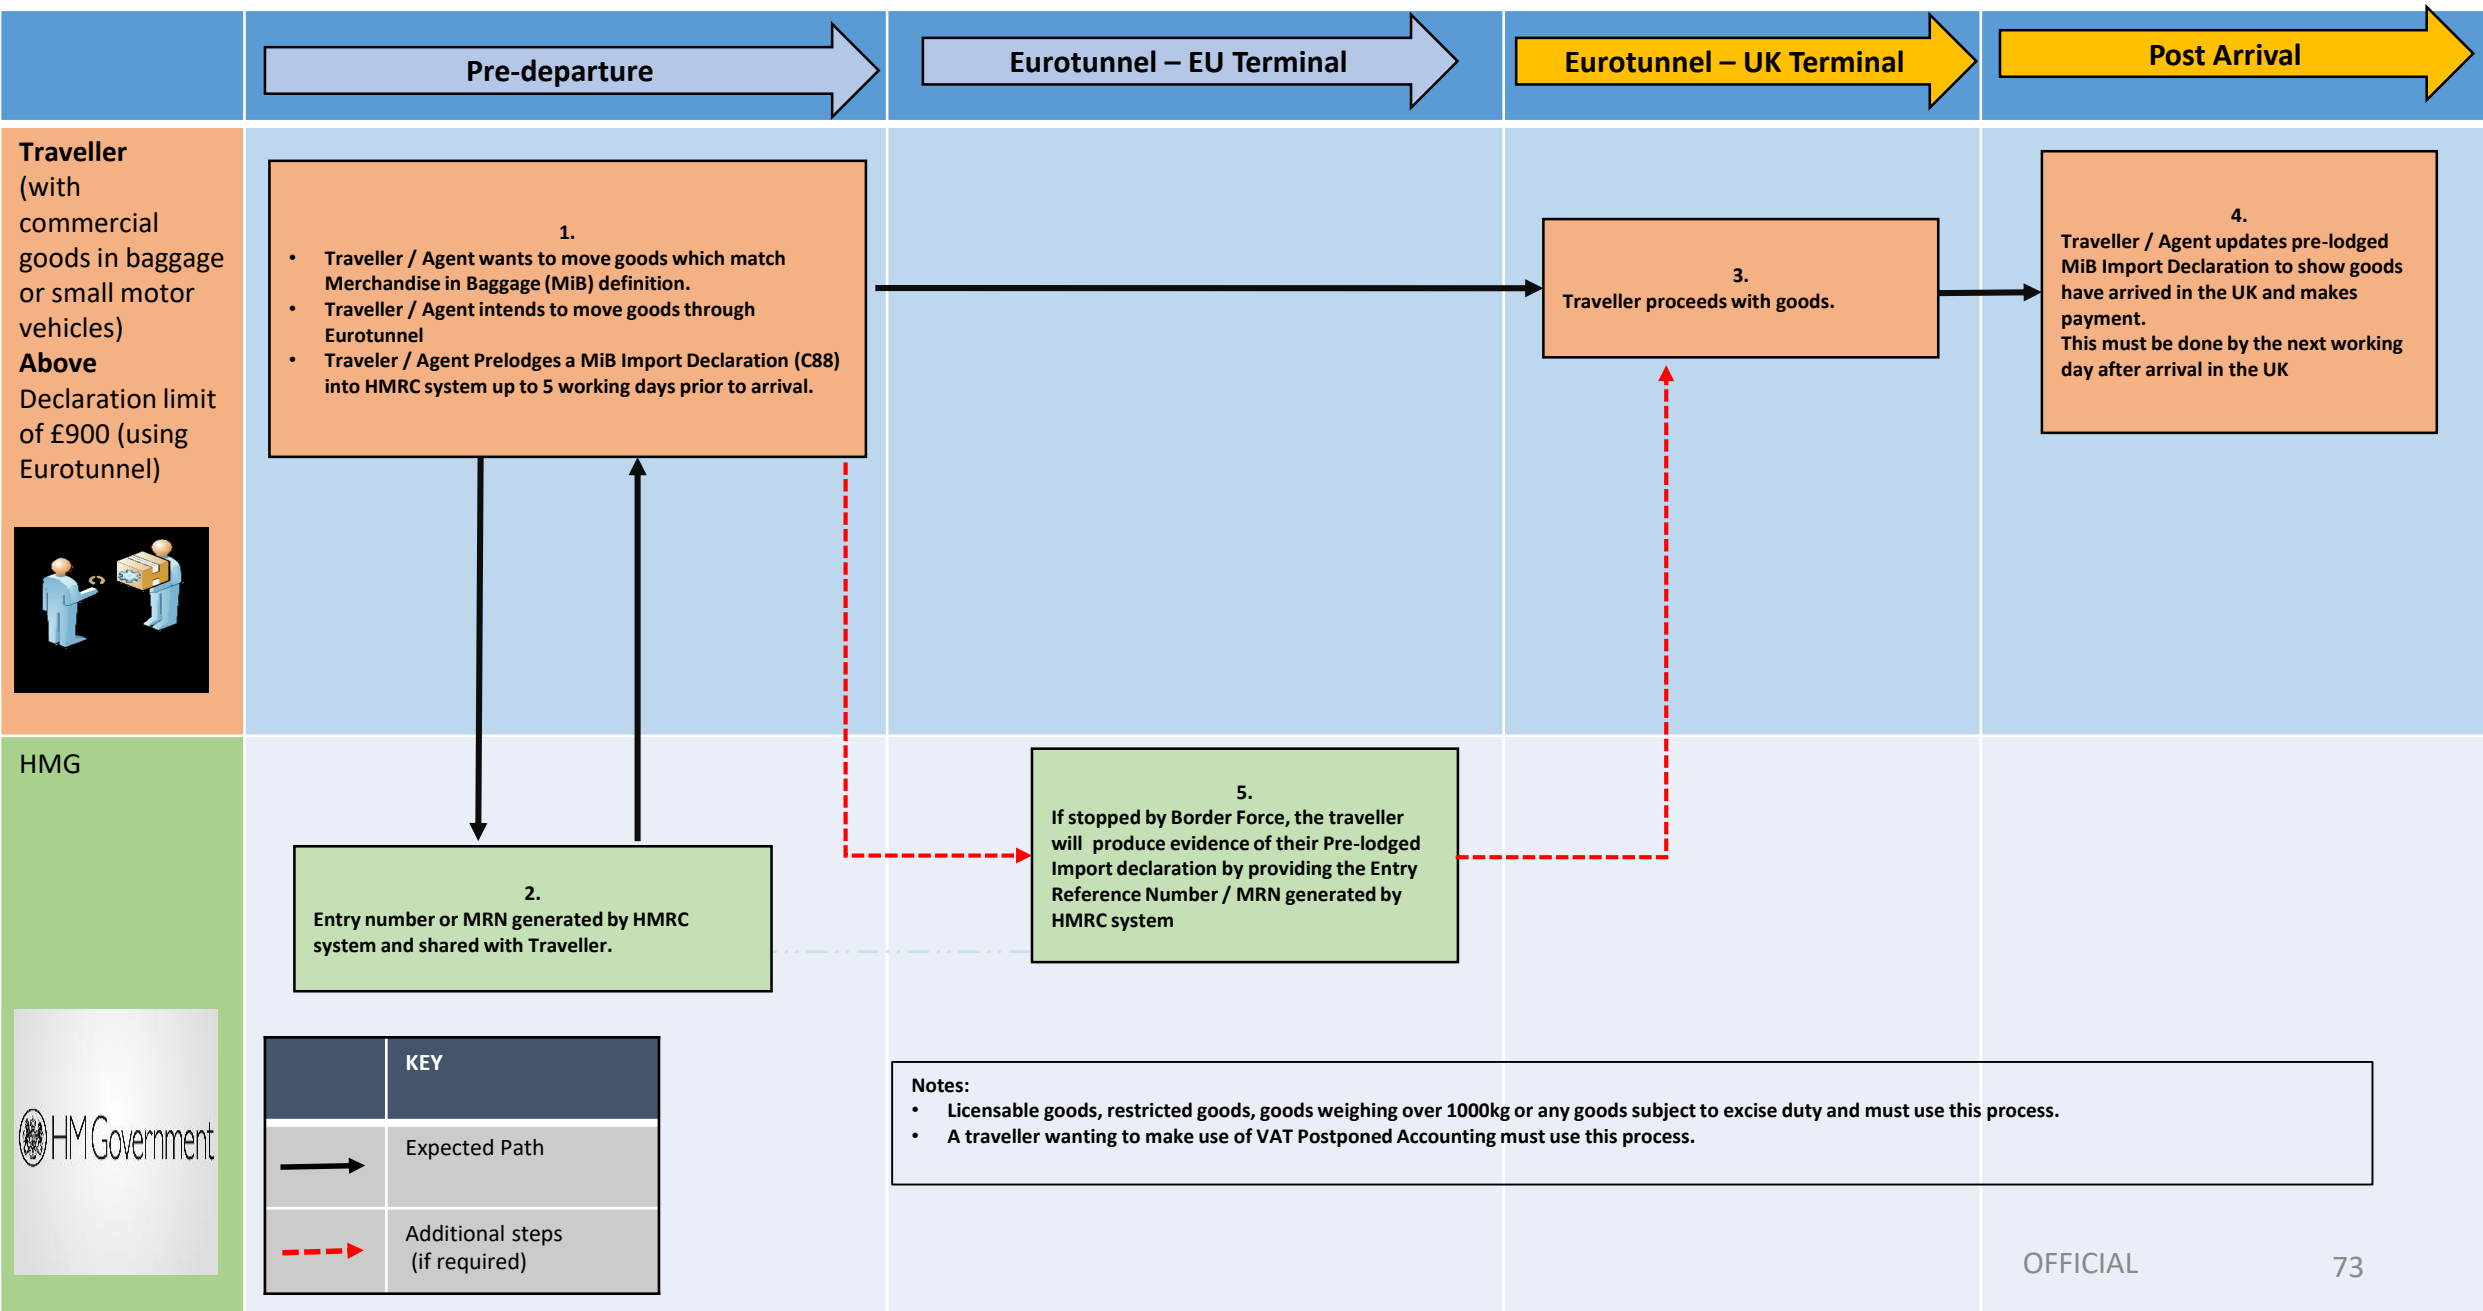 Pre-departure
Eurotunnel – EU Terminal
Eurotunnel – UK Terminal
Post Arrival
Traveller
(with
commercial
goods in baggage
or small motor
vehicles)
Above
Declaration limit
of £900 (using
Eurotunnel)
1.
• Traveller / Agent wants to move goods which match
Merchandise in Baggage (MiB) definition.
• Traveller / Agent intends to move goods through
Eurotunnel
• Traveler / Agent Prelodges a MiB Import Declaration (C88)
into HMRC system up to 5 working days prior to arrival.
3.
Traveller proceeds with goods.
4.
Traveller / Agent updates pre-lodged
MiB Import Declaration to show goods
have arrived in the UK and makes
payment.
This must be done by the next working
day after arrival in the UK
HMG
2.
Entry number or MRN generated by HMRC
system and shared with Traveller.
5.
If stopped by Border Force, the traveller
will  produce evidence of their Pre-lodged
Import declaration by providing the Entry
Reference Number / MRN generated by
HMRC system
HM Government
KEY
Expected Path
Additional steps
(if required)
Notes:
• Licensable goods, restricted goods, goods weighing over 1000kg or any goods subject to excise duty and must use this process.
• A traveller wanting to make use of VAT Postponed Accounting must use this process.
OFFICIAL
73